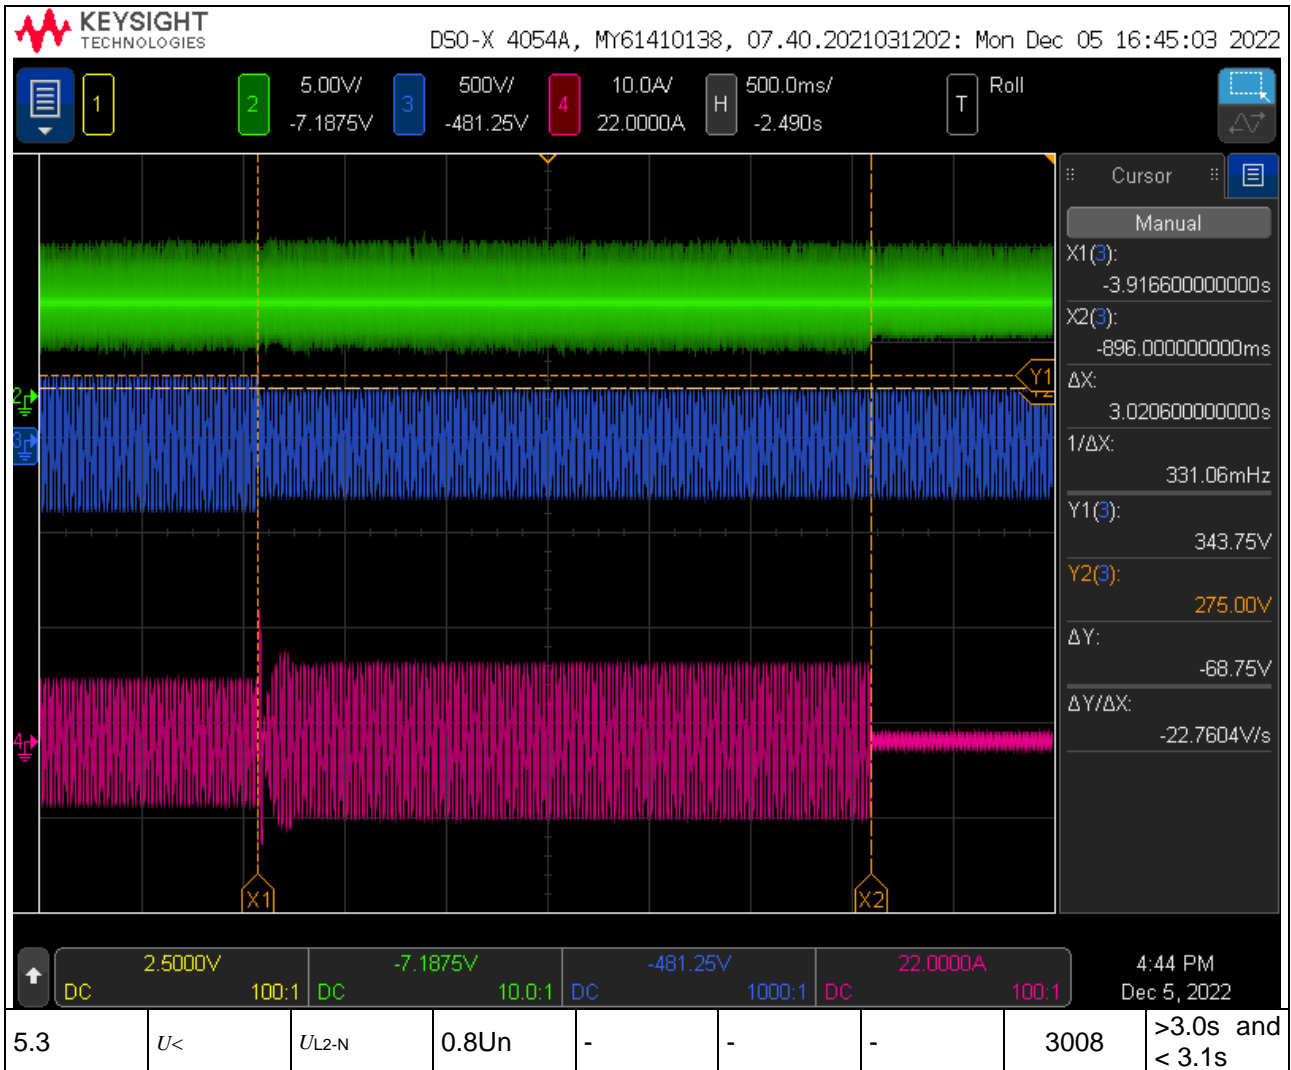 KEYSIGHT
TECHNOLOGIES
DSO-X 4054A, MY61410138, 07.40.2021031202: Mon Dec 05 16:45:03 2022
1
2 5.00V/ -7.1875V
3 500V/ -481.25V
4 10.0A/ 22.0000A
H 500.0ms/ -2.490s
T Roll
Cursor
Manual
X1(3):
-3.916600000000s
X2(3):
-896.000000000ms
ΔX:
3.020600000000s
1/ΔX:
331.06mHz
Y1(3):
343.75V
Y2(3):
275.00V
ΔY:
-68.75V
ΔY/ΔX:
-22.7604V/s
Y1
Y2
2
3
4
X1 X2
2.5000V -7.1875V -481.25V 22.0000A
DC 100:1 DC 10.0:1 DC 1000:1 DC 100:1
4:44 PM
Dec 5, 2022
5.3 U< UL2-N 0.8Un - - - 3008 >3.0s and
< 3.1s